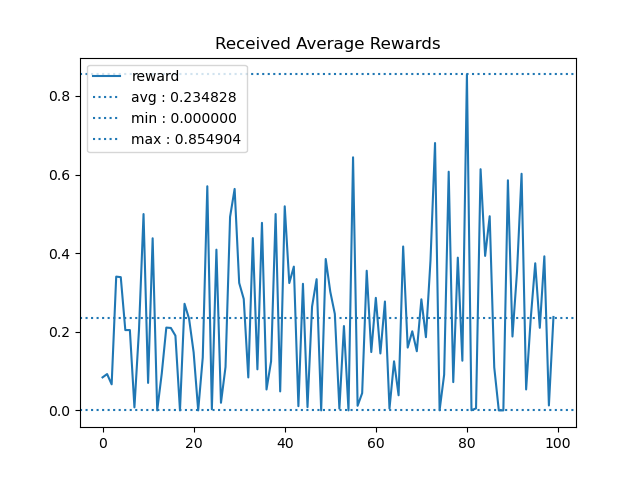 Received Average Rewards
reward
avg : 0.234828
min : 0.000000
max : 0.854904
0.8
0.6
0.4
0.2
0.0
0 20 40 60 80 100